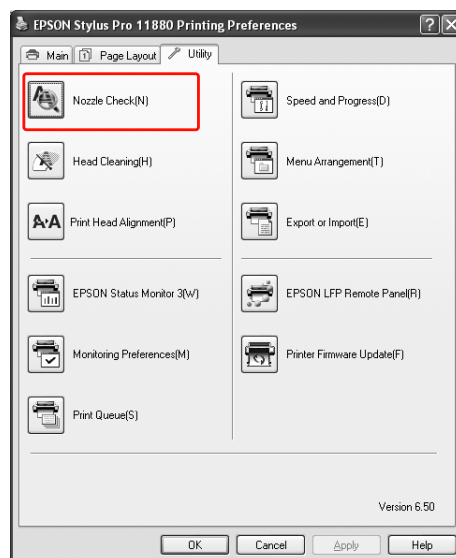 EPSON Stylus Pro 11880 Printing Preferences
Main
Page Layout
Utility
Nozzle Check(N)
Speed and Progress(D)
Head Cleaning(H)
Menu Arrangement(T)
Print Head Alignment(P)
Export or Import(E)
EPSON Status Monitor 3(W)
EPSON LFP Remote Panel(R)
Monitoring Preferences(M)
Printer Firmware Update(F)
Print Queue(S)
Version 6.50
OK
Cancel
Apply
Help